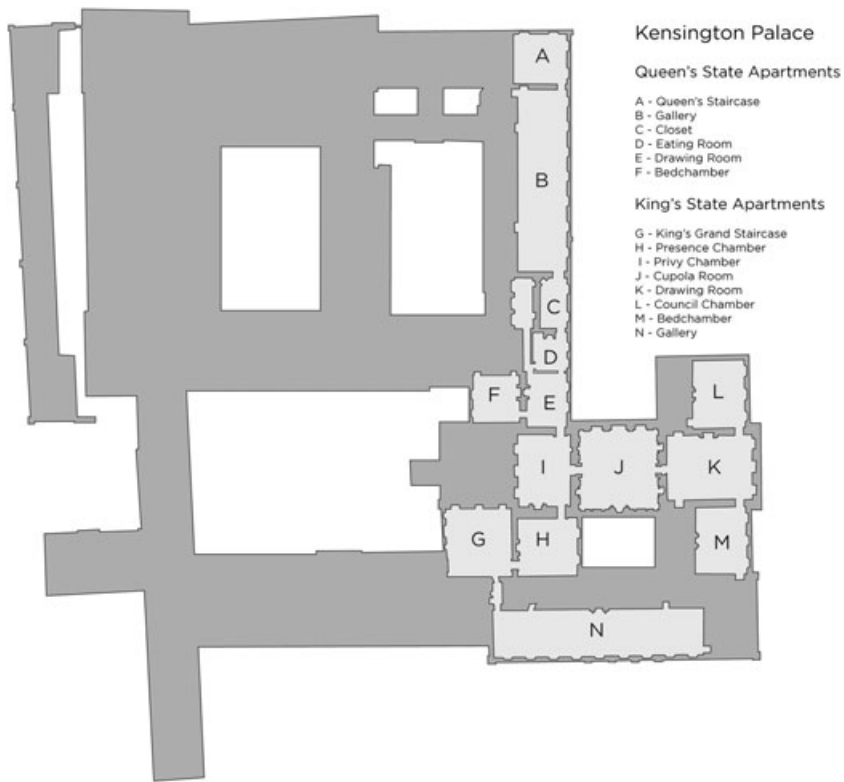 Kensington Palace
Queen's State Apartments
A - Queen's Staircase
B - Gallery
C - Closet
D - Eating Room
E - Drawing Room
F - Bedchamber
King's State Apartments
G - King's Grand Staircase
H - Presence Chamber
I - Privy Chamber
J - Cupola Room
K - Drawing Room
L - Council Chamber
M - Bedchamber
N - Gallery
A
B
C
D
F
E
L
I
J
K
G
H
M
N